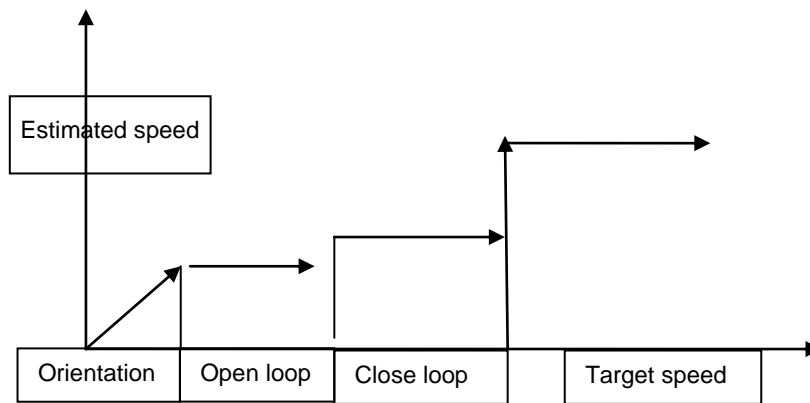 Estimated speed
Orientation
Open loop
Close loop
Target speed